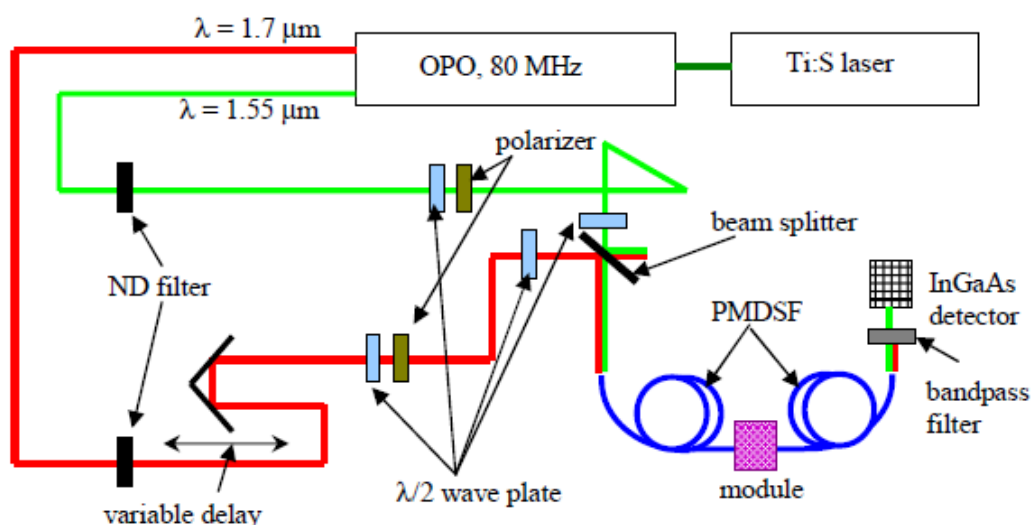 λ = 1.7 μm
OPO, 80 MHz
Ti:S laser
λ = 1.55 μm
polarizer
beam splitter
ND filter
InGaAs
detector
PMDSF
bandpass
filter
λ/2 wave plate
module
variable delay